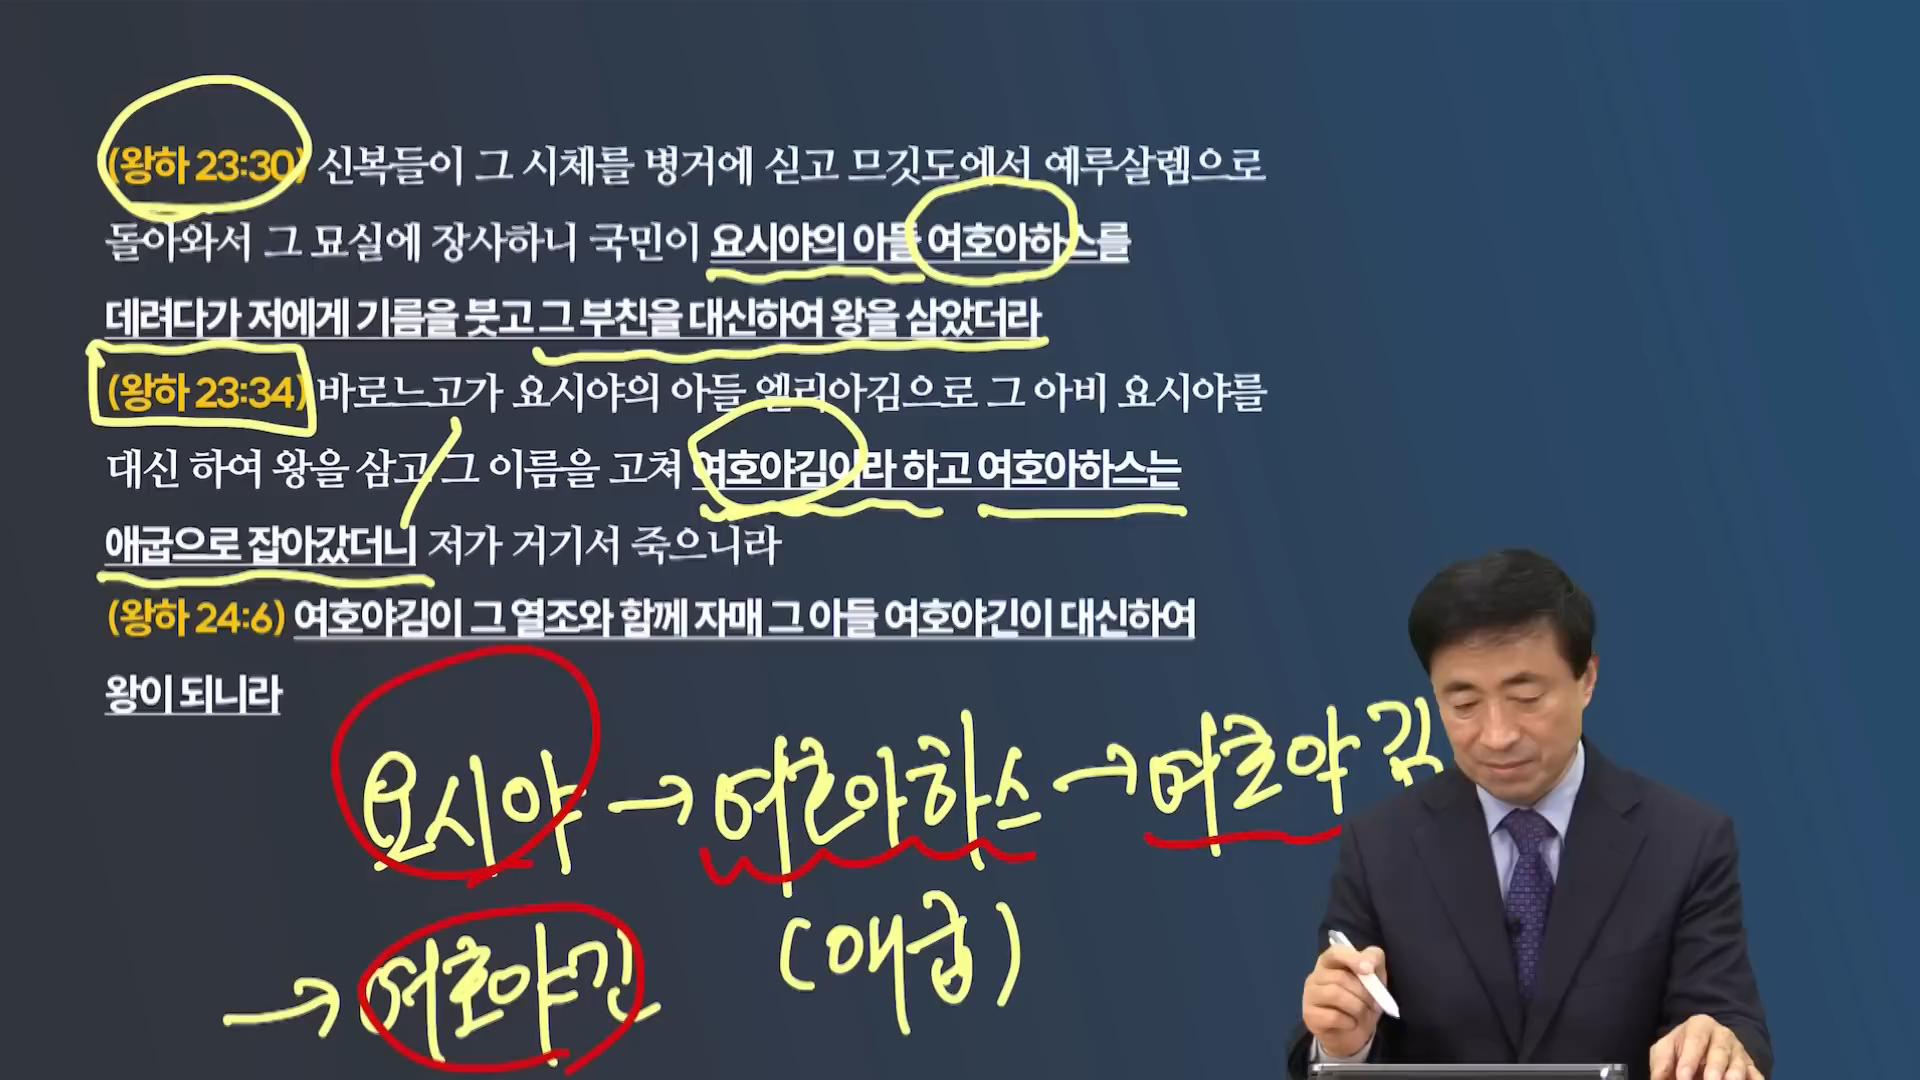 (왕하 23:30) 신복들이 그 시체를 병거에 싣고 므깃도에서 예루살렘으로
돌아와서 그 묘실에 장사하니 국민이 요시야의 아들 여호아하스를
데려다가 저에게 기름을 붓고 그 부친을 대신하여 왕을 삼았더라
(왕하 23:34) 바로느고가 요시야의 아들 엘리아김으로 그 아비 요시야를
대신 하여 왕을 삼고 그 이름을 고쳐 여호야김이라 하고 여호아하스는
애굽으로 잡아갔더니 저가 거기서 죽으니라
(왕하 24:6) 여호야김이 그 열조와 함께 자매 그 아들 여호야긴이 대신하여
왕이 되니라
요시야 → 여호아하스 → 여호야김
(애굽)
→ 여호야긴